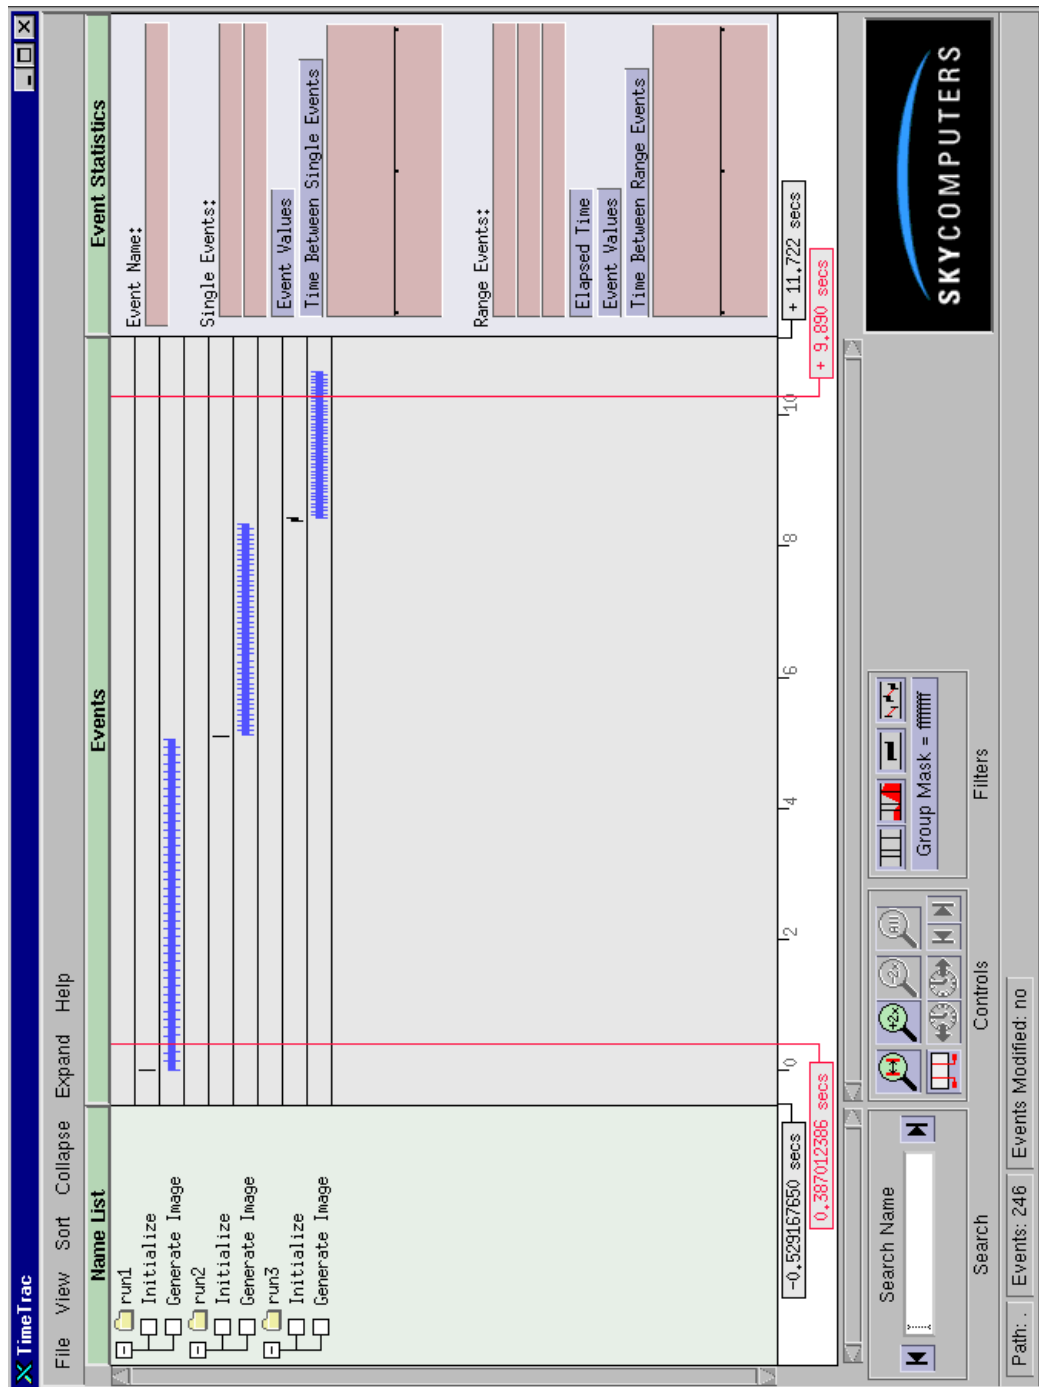 TimeTrac
File View Sort Collapse Expand Help
Name List
Events
Event Statistics
run1
Initialize
Generate Image
run2
Initialize
Generate Image
run3
Initialize
Generate Image
Event Name:
Single Events:
Event Values
Time Between Single Events
Range Events:
Elapsed Time
Event Values
Time Between Range Events
0 2 4 6 8 10
-0.529167650 secs
+ 11.722 secs
0.387012386 secs
+ 9.890 secs
Search Name
Search
+2x
-2x
All
Controls
Group Mask = ffffffff
Filters
SKYCOMPUTERS
Path: .
Events: 246
Events Modified: no